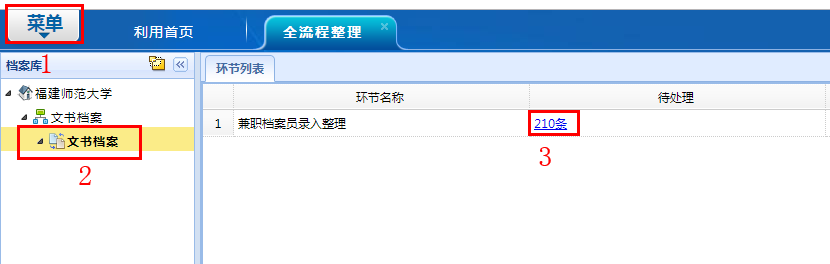 菜单
利用首页
全流程整理
1
档案库
环节列表
福建师范大学
文书档案
文书档案
2
环节名称
待处理
1
兼职档案员录入整理
210条
3